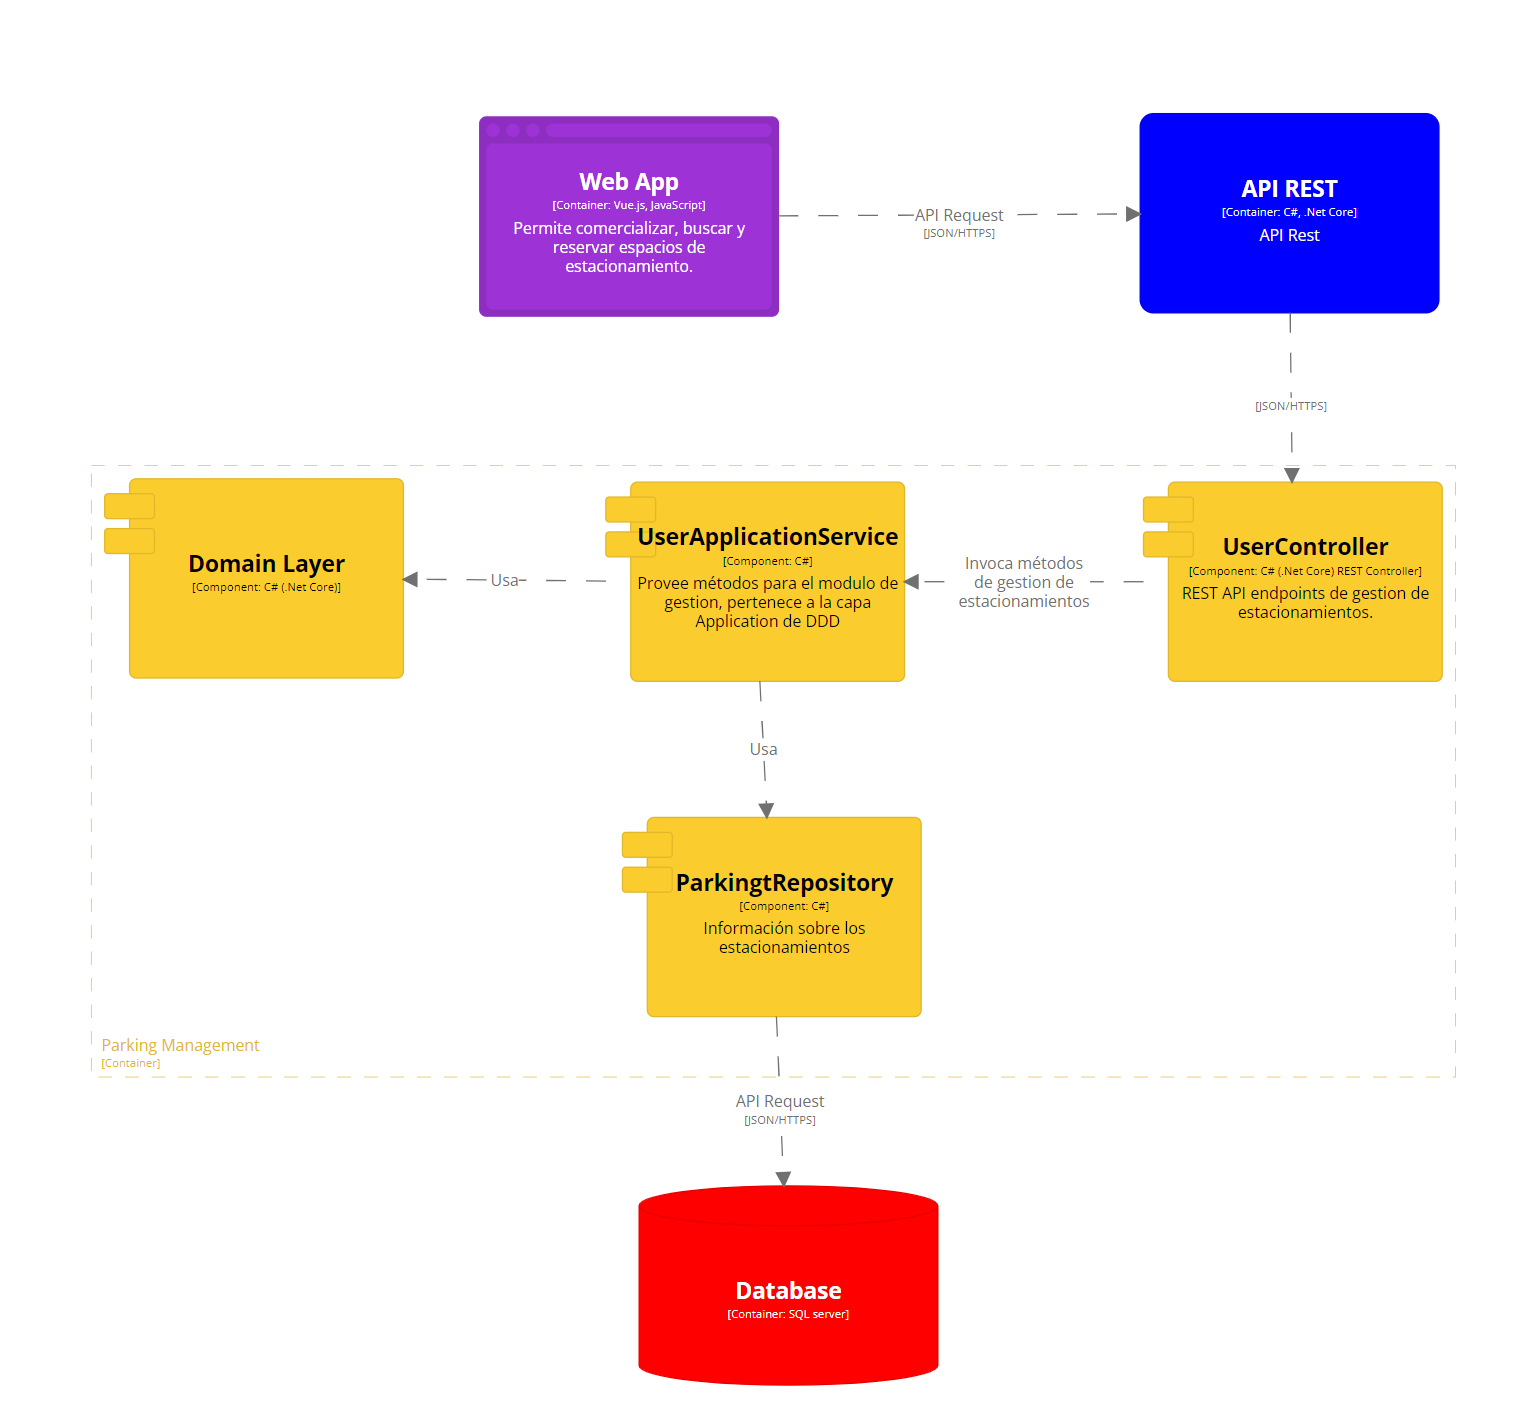 Web App
[Container: Vue.js, JavaScript]
Permite comercializar, buscar y
reservar espacios de
estacionamiento.
API Request
[JSON/HTTPS]
API REST
[Container: C#, .Net Core]
API Rest
[JSON/HTTPS]
Domain Layer
[Component: C# (.Net Core)]
Usa
UserApplicationService
[Component: C#]
Provee métodos para el modulo de
gestion, pertenece a la capa
Application de DDD
Invoca métodos
de gestion de
estacionamientos
UserController
[Component: C# (.Net Core) REST Controller]
REST API endpoints de gestion de
estacionamientos.
Usa
ParkingtRepository
[Component: C#]
Información sobre los
estacionamientos
Parking Management
[Container]
API Request
[JSON/HTTPS]
Database
[Container: SQL server]